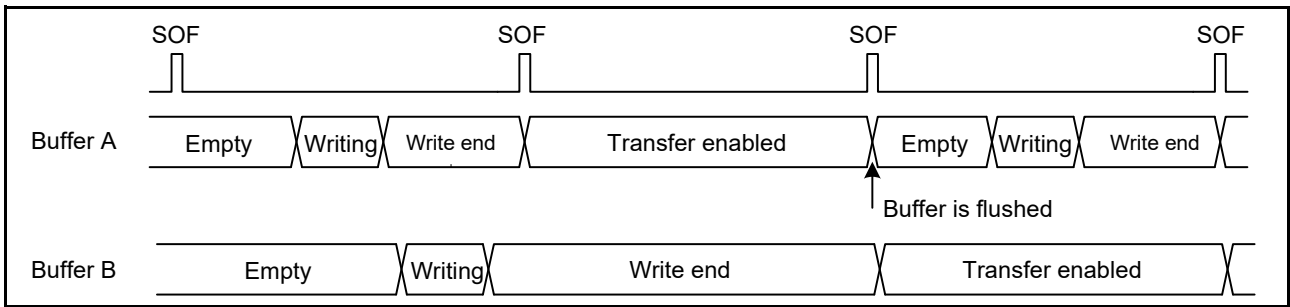 SOF SOF SOF SOF
Buffer A Empty Writing Write end Transfer enabled Empty Writing Write end
Buffer is flushed
Buffer B Empty Writing Write end Transfer enabled